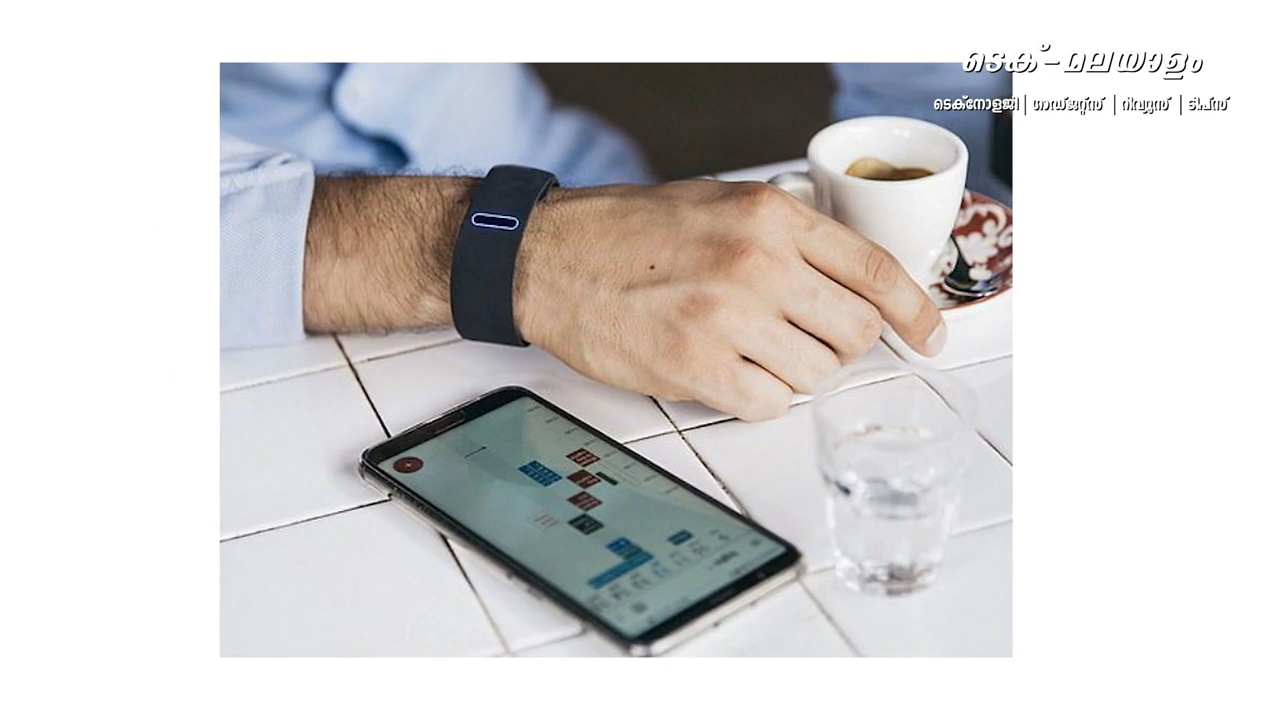 ടെക് - മലയാളം
ടെക്നോളജി | ഗാഡ്ജറ്റ്സ് | റിവ്യൂസ് | ടിപ്സ്